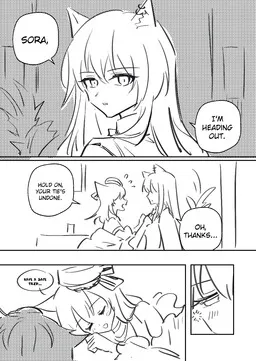 SORA,
I'M
HEADING
OUT.
HOLD ON,
YOUR TIE'S
UNDONE.
OH,
THANKS...